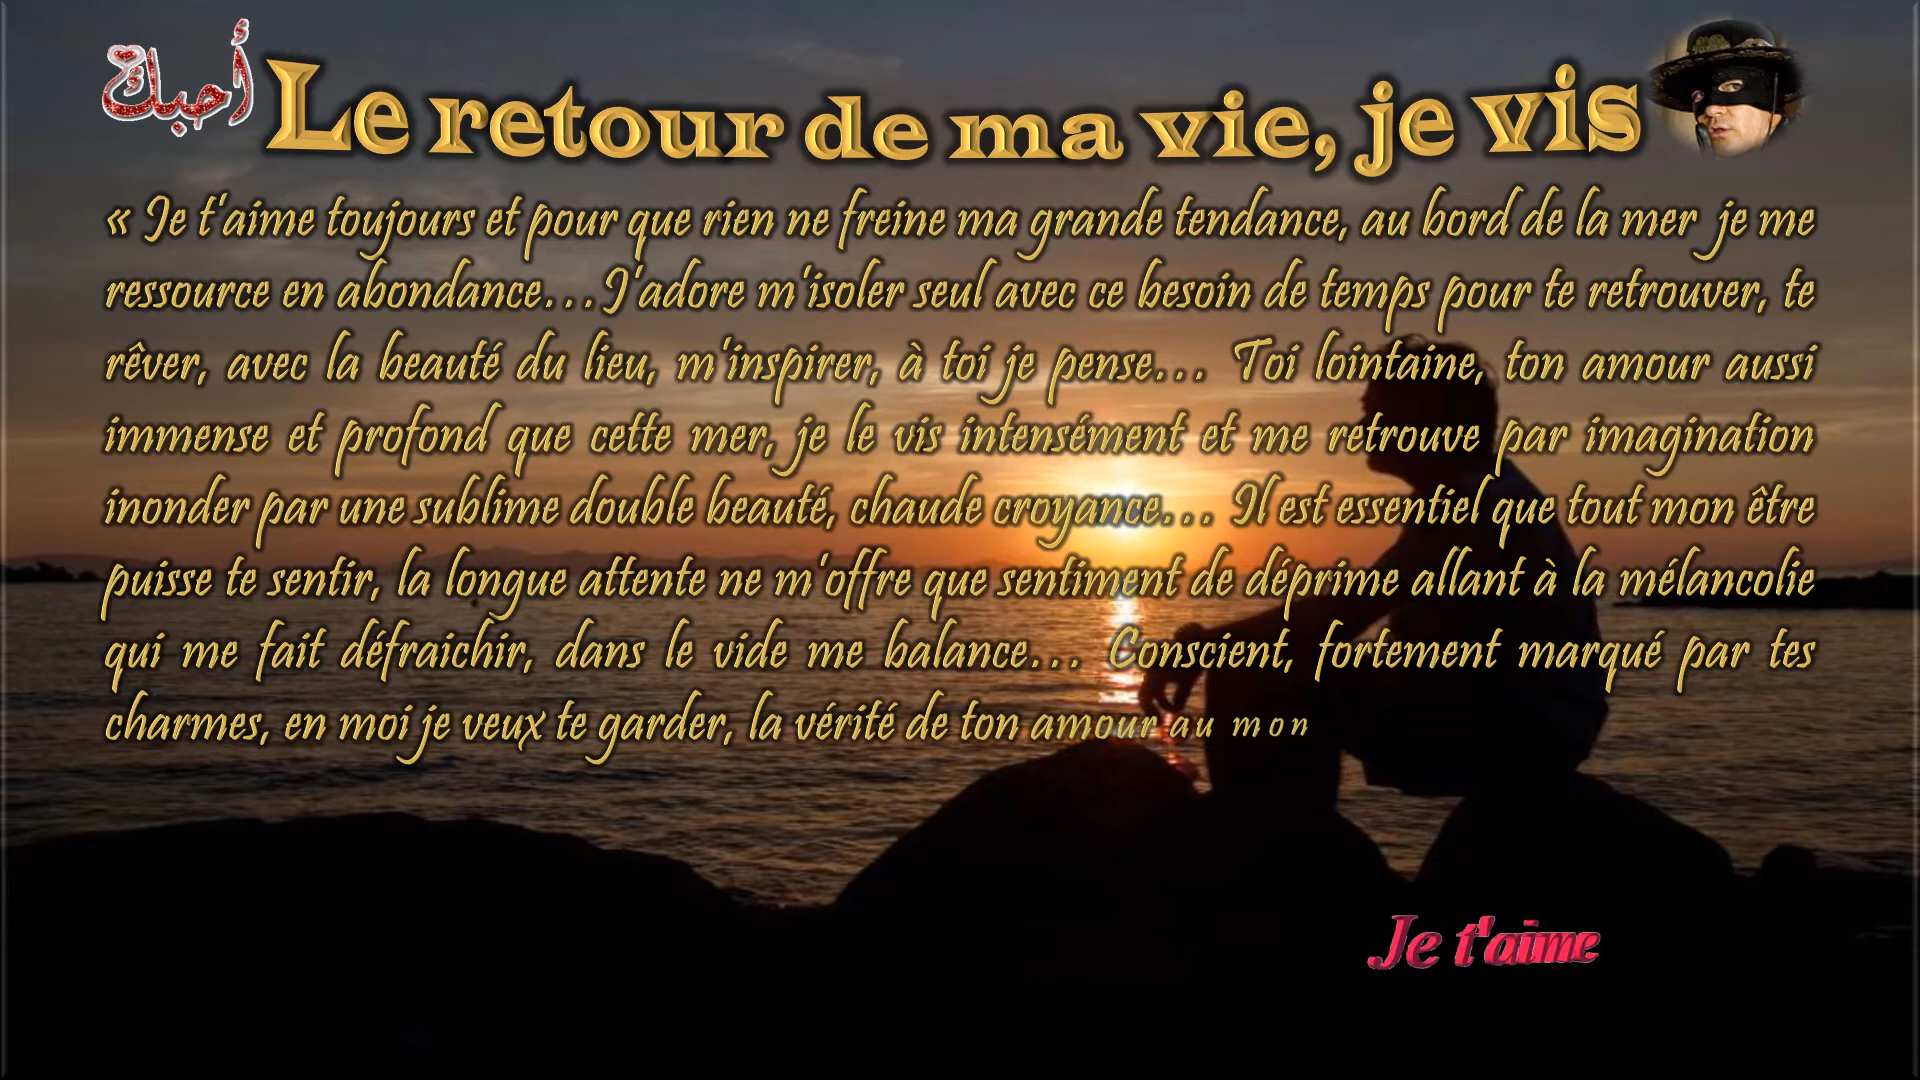 أحبك
Le retour de ma vie, je vis
« Je t'aime toujours et pour que rien ne freine ma grande tendance, au bord de la mer je me
ressource en abondance…J'adore m'isoler seul avec ce besoin de temps pour te retrouver, te
rêver, avec la beauté du lieu, m'inspirer, à toi je pense… Toi lointaine, ton amour aussi
immense et profond que cette mer, je le vis intensément et me retrouve par imagination
inonder par une sublime double beauté, chaude croyance… Il est essentiel que tout mon être
puisse te sentir, la longue attente ne m'offre que sentiment de déprime allant à la mélancolie
qui me fait défraichir, dans le vide me balance… Conscient, fortement marqué par tes
charmes, en moi je veux te garder, la vérité de ton amour au mon
Je t'aime